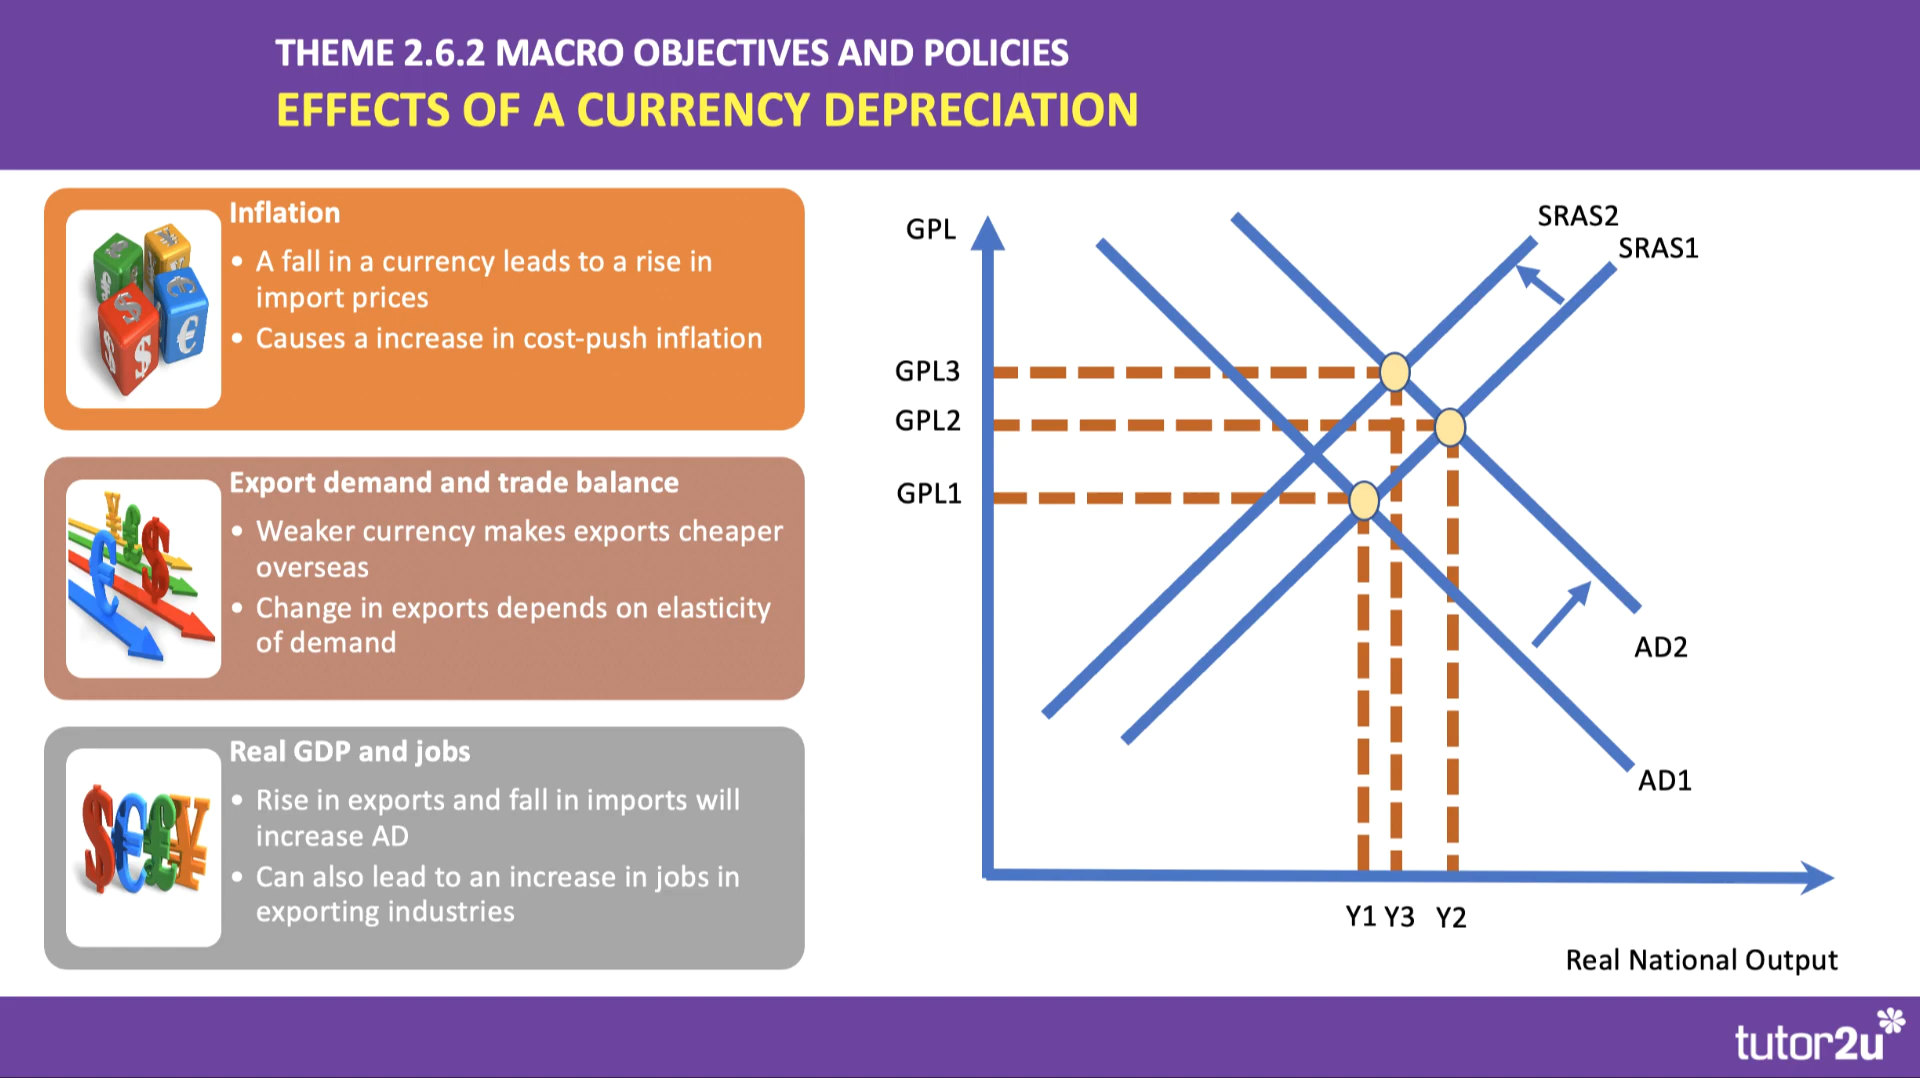 THEME 2.6.2 MACRO OBJECTIVES AND POLICIES
EFFECTS OF A CURRENCY DEPRECIATION
Inflation
• A fall in a currency leads to a rise in
import prices
• Causes a increase in cost-push inflation
Export demand and trade balance
• Weaker currency makes exports cheaper
overseas
• Change in exports depends on elasticity
of demand
Real GDP and jobs
• Rise in exports and fall in imports will
increase AD
• Can also lead to an increase in jobs in
exporting industries
GPL
SRAS2
SRAS1
GPL3
GPL2
GPL1
AD2
AD1
Y1 Y3 Y2
Real National Output
tutor2u